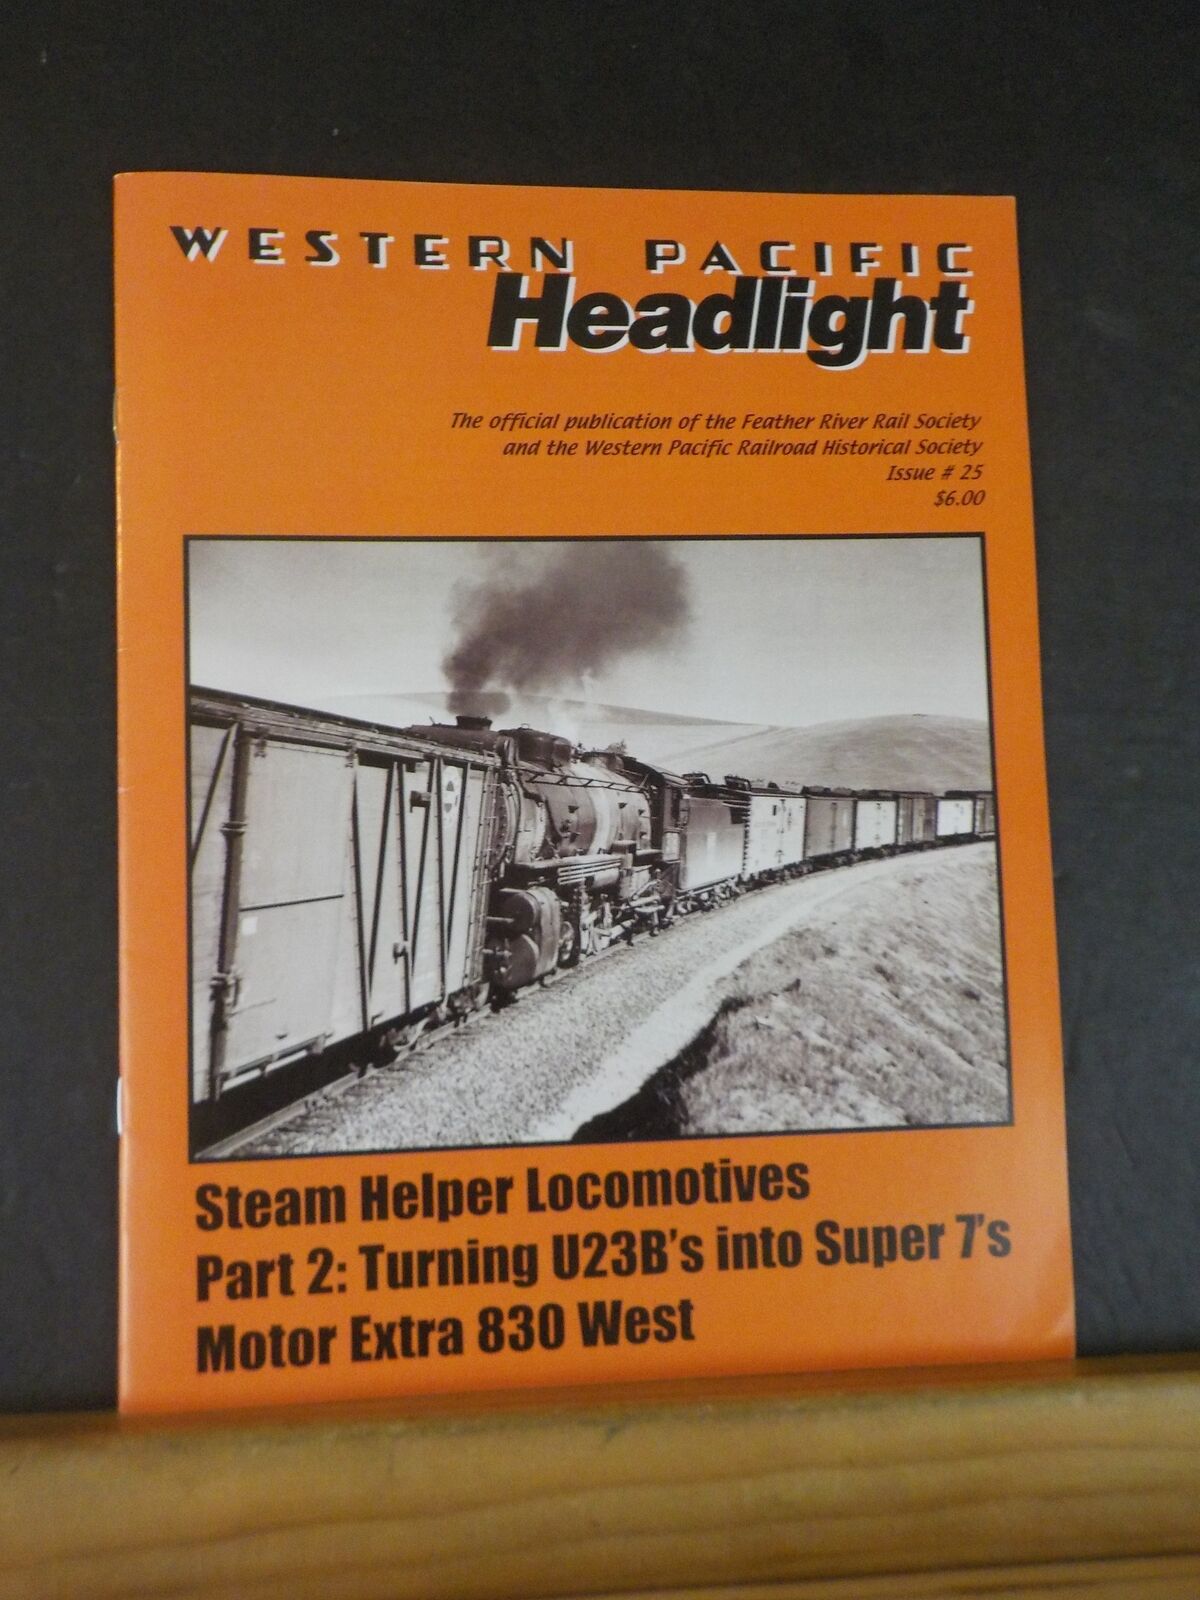 WESTERN PACIFIC
Headlight
The official publication of the Feather River Rail Society
and the Western Pacific Railroad Historical Society
Issue # 25
$6.00
Steam Helper Locomotives
Part 2: Turning U23B's into Super 7's
Motor Extra 830 West